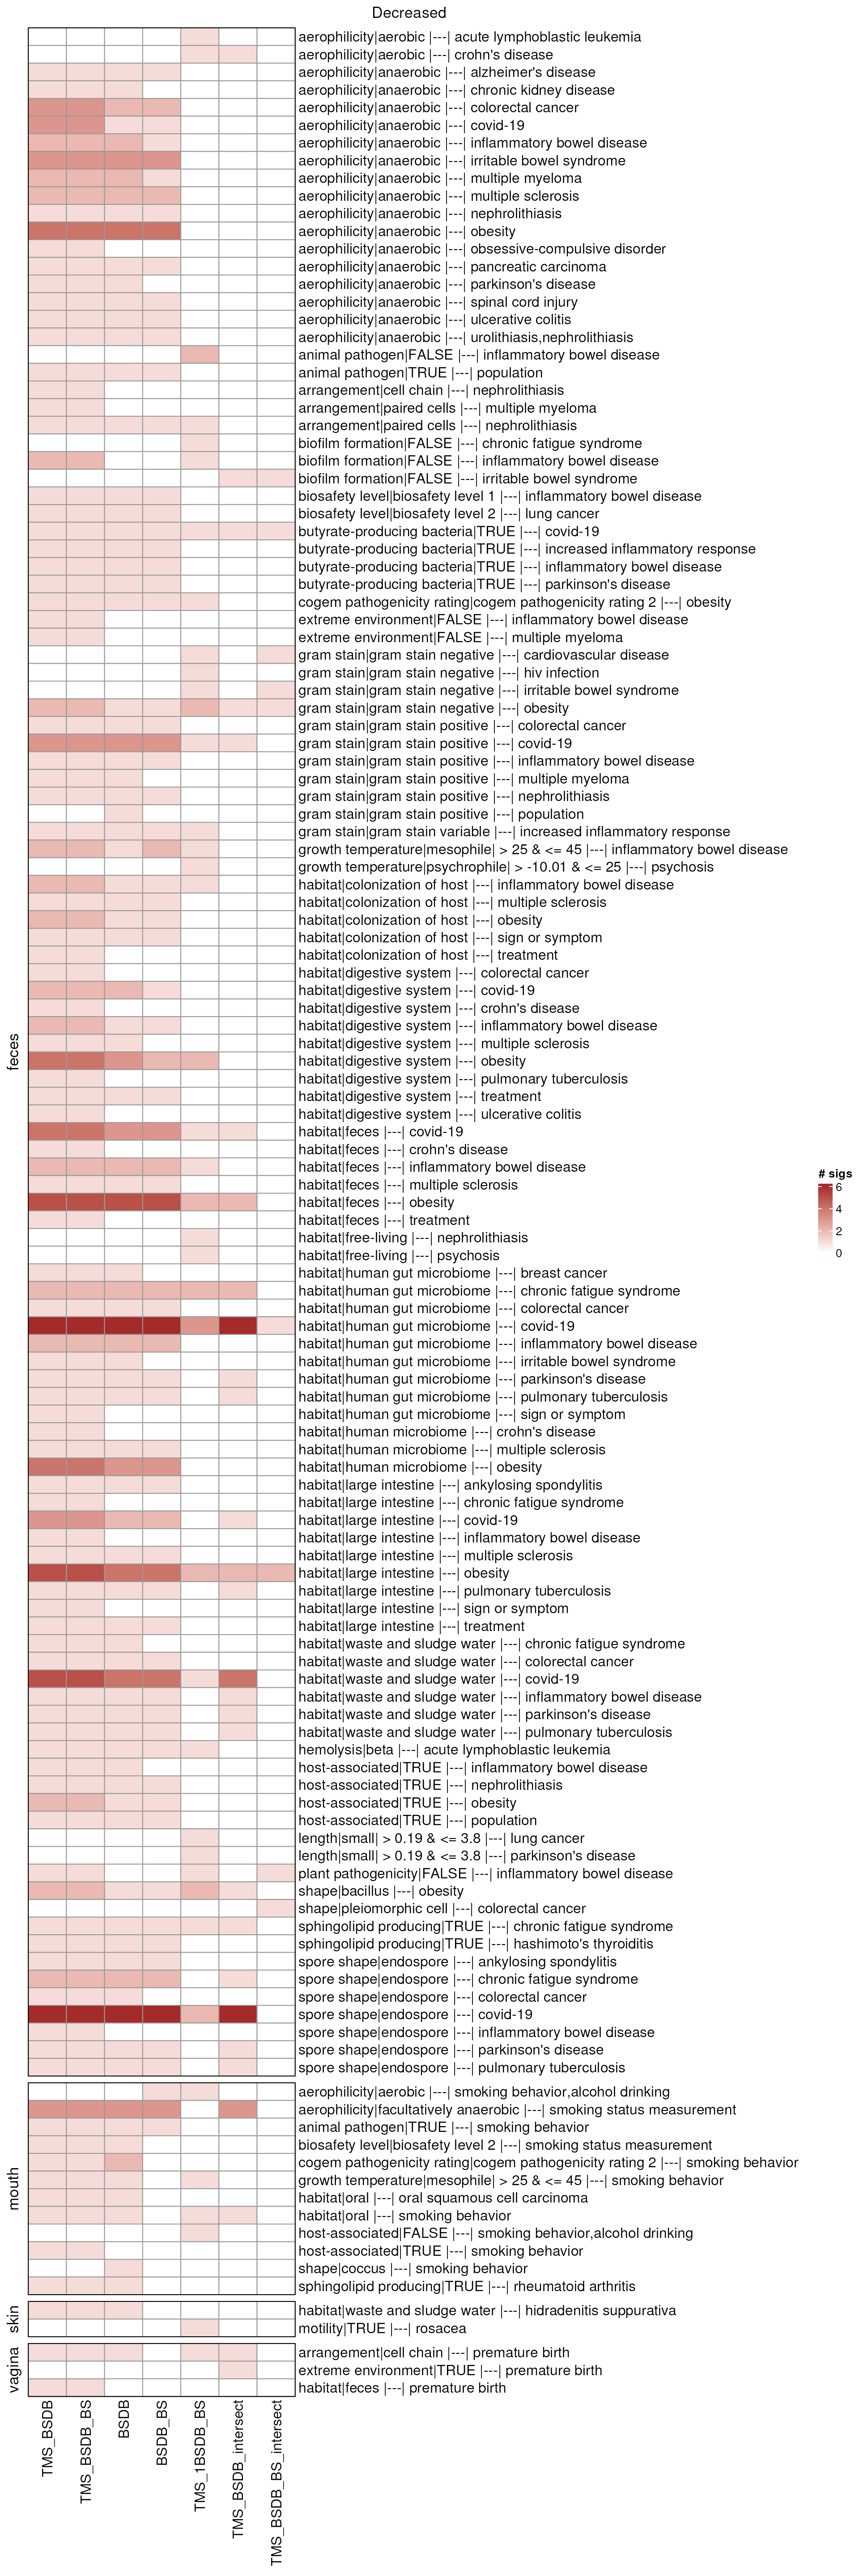 Decreased
aerophilicity|aerobic |---| acute lymphoblastic leukemia
aerophilicity|aerobic |---| crohn's disease
aerophilicity|anaerobic |---| alzheimer's disease
aerophilicity|anaerobic |---| chronic kidney disease
aerophilicity|anaerobic |---| colorectal cancer
aerophilicity|anaerobic |---| covid-19
aerophilicity|anaerobic |---| inflammatory bowel disease
aerophilicity|anaerobic |---| irritable bowel syndrome
aerophilicity|anaerobic |---| multiple myeloma
aerophilicity|anaerobic |---| multiple sclerosis
aerophilicity|anaerobic |---| nephrolithiasis
aerophilicity|anaerobic |---| obesity
aerophilicity|anaerobic |---| obsessive-compulsive disorder
aerophilicity|anaerobic |---| pancreatic carcinoma
aerophilicity|anaerobic |---| parkinson's disease
aerophilicity|anaerobic |---| spinal cord injury
aerophilicity|anaerobic |---| ulcerative colitis
aerophilicity|anaerobic |---| urolithiasis,nephrolithiasis
animal pathogen|FALSE |---| inflammatory bowel disease
animal pathogen|TRUE |---| population
arrangement|cell chain |---| nephrolithiasis
arrangement|paired cells |---| multiple myeloma
arrangement|paired cells |---| nephrolithiasis
biofilm formation|FALSE |---| chronic fatigue syndrome
biofilm formation|FALSE |---| inflammatory bowel disease
biofilm formation|FALSE |---| irritable bowel syndrome
biosafety level|biosafety level 1 |---| inflammatory bowel disease
biosafety level|biosafety level 2 |---| lung cancer
butyrate-producing bacteria|TRUE |---| covid-19
butyrate-producing bacteria|TRUE |---| increased inflammatory response
butyrate-producing bacteria|TRUE |---| inflammatory bowel disease
butyrate-producing bacteria|TRUE |---| parkinson's disease
cogem pathogenicity rating|cogem pathogenicity rating 2 |---| obesity
extreme environment|FALSE |---| inflammatory bowel disease
extreme environment|FALSE |---| multiple myeloma
gram stain|gram stain negative |---| cardiovascular disease
gram stain|gram stain negative |---| hiv infection
gram stain|gram stain negative |---| irritable bowel syndrome
gram stain|gram stain negative |---| obesity
gram stain|gram stain positive |---| colorectal cancer
gram stain|gram stain positive |---| covid-19
gram stain|gram stain positive |---| inflammatory bowel disease
gram stain|gram stain positive |---| multiple myeloma
gram stain|gram stain positive |---| nephrolithiasis
gram stain|gram stain positive |---| population
gram stain|gram stain variable |---| increased inflammatory response
growth temperature|mesophile| > 25 & <= 45 |---| inflammatory bowel disease
growth temperature|psychrophile| > -10.01 & <= 25 |---| psychosis
habitat|colonization of host |---| inflammatory bowel disease
habitat|colonization of host |---| multiple sclerosis
habitat|colonization of host |---| obesity
habitat|colonization of host |---| sign or symptom
habitat|colonization of host |---| treatment
habitat|digestive system |---| colorectal cancer
habitat|digestive system |---| covid-19
habitat|digestive system |---| crohn's disease
habitat|digestive system |---| inflammatory bowel disease
habitat|digestive system |---| multiple sclerosis
habitat|digestive system |---| obesity
habitat|digestive system |---| pulmonary tuberculosis
habitat|digestive system |---| treatment
habitat|digestive system |---| ulcerative colitis
habitat|feces |---| covid-19
habitat|feces |---| crohn's disease
habitat|feces |---| inflammatory bowel disease
habitat|feces |---| multiple sclerosis
habitat|feces |---| obesity
habitat|feces |---| treatment
habitat|free-living |---| nephrolithiasis
habitat|free-living |---| psychosis
habitat|human gut microbiome |---| breast cancer
habitat|human gut microbiome |---| chronic fatigue syndrome
habitat|human gut microbiome |---| colorectal cancer
habitat|human gut microbiome |---| covid-19
habitat|human gut microbiome |---| inflammatory bowel disease
habitat|human gut microbiome |---| irritable bowel syndrome
habitat|human gut microbiome |---| parkinson's disease
habitat|human gut microbiome |---| pulmonary tuberculosis
habitat|human gut microbiome |---| sign or symptom
habitat|human microbiome |---| crohn's disease
habitat|human microbiome |---| multiple sclerosis
habitat|human microbiome |---| obesity
habitat|large intestine |---| ankylosing spondylitis
habitat|large intestine |---| chronic fatigue syndrome
habitat|large intestine |---| covid-19
habitat|large intestine |---| inflammatory bowel disease
habitat|large intestine |---| multiple sclerosis
habitat|large intestine |---| obesity
habitat|large intestine |---| pulmonary tuberculosis
habitat|large intestine |---| sign or symptom
habitat|large intestine |---| treatment
habitat|waste and sludge water |---| chronic fatigue syndrome
habitat|waste and sludge water |---| colorectal cancer
habitat|waste and sludge water |---| covid-19
habitat|waste and sludge water |---| inflammatory bowel disease
habitat|waste and sludge water |---| parkinson's disease
habitat|waste and sludge water |---| pulmonary tuberculosis
hemolysis|beta |---| acute lymphoblastic leukemia
host-associated|TRUE |---| inflammatory bowel disease
host-associated|TRUE |---| nephrolithiasis
host-associated|TRUE |---| obesity
host-associated|TRUE |---| population
length|small| > 0.19 & <= 3.8 |---| lung cancer
length|small| > 0.19 & <= 3.8 |---| parkinson's disease
plant pathogenicity|FALSE |---| inflammatory bowel disease
shape|bacillus |---| obesity
shape|pleiomorphic cell |---| colorectal cancer
sphingolipid producing|TRUE |---| chronic fatigue syndrome
sphingolipid producing|TRUE |---| hashimoto's thyroiditis
spore shape|endospore |---| ankylosing spondylitis
spore shape|endospore |---| chronic fatigue syndrome
spore shape|endospore |---| colorectal cancer
spore shape|endospore |---| covid-19
spore shape|endospore |---| inflammatory bowel disease
spore shape|endospore |---| parkinson's disease
spore shape|endospore |---| pulmonary tuberculosis
feces
aerophilicity|aerobic |---| smoking behavior,alcohol drinking
aerophilicity|facultatively anaerobic |---| smoking status measurement
animal pathogen|TRUE |---| smoking behavior
biosafety level|biosafety level 2 |---| smoking status measurement
cogem pathogenicity rating|cogem pathogenicity rating 2 |---| smoking behavior
growth temperature|mesophile| > 25 & <= 45 |---| smoking behavior
habitat|oral |---| oral squamous cell carcinoma
habitat|oral |---| smoking behavior
host-associated|FALSE |---| smoking behavior,alcohol drinking
host-associated|TRUE |---| smoking behavior
shape|coccus |---| smoking behavior
sphingolipid producing|TRUE |---| rheumatoid arthritis
mouth
habitat|waste and sludge water |---| hidradenitis suppurativa
motility|TRUE |---| rosacea
skin
arrangement|cell chain |---| premature birth
extreme environment|TRUE |---| premature birth
habitat|feces |---| premature birth
vagina
TMS_BSDB
TMS_BSDB_BS
BSDB
BSDB_BS
TMS_1BSDB_BS
TMS_BSDB_intersect
TMS_BSDB_BS_intersect
# sigs
6
4
2
0